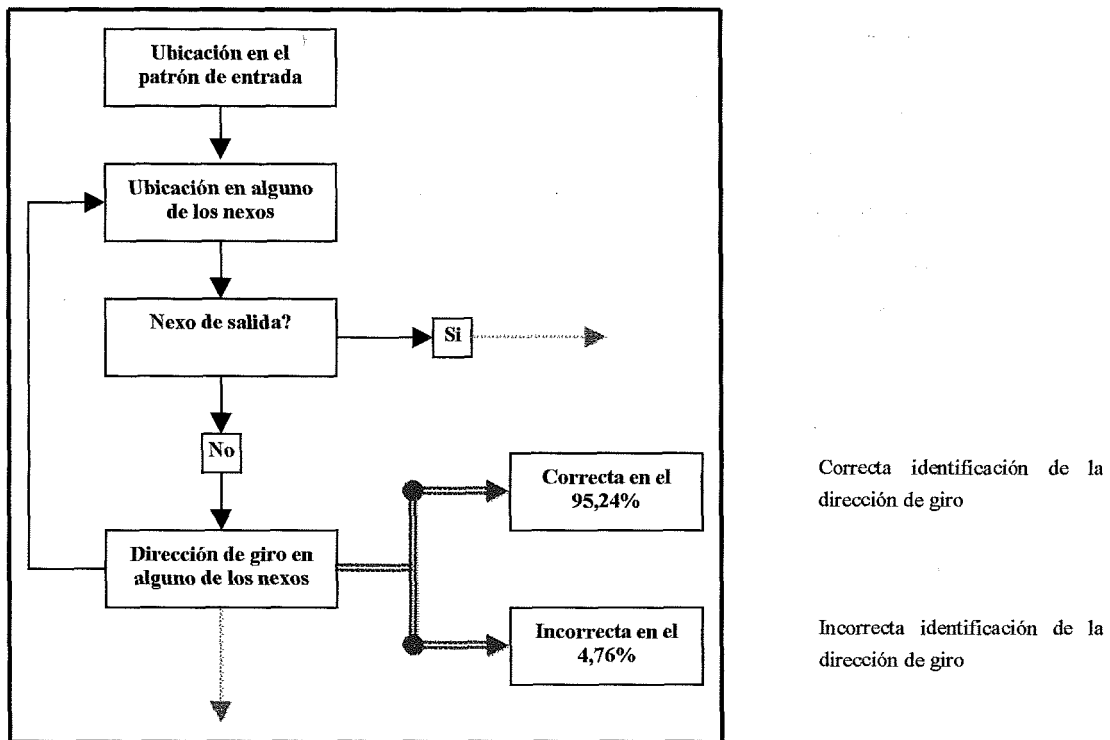 Ubicación en el
patrón de entrada
Ubicación en alguno
de los nexos
Nexo de salida?
Si
No
Correcta en el
95,24%
Correcta identificación de la
dirección de giro
Dirección de giro en
alguno de los nexos
Incorrecta en el
4,76%
Incorrecta identificación de la
dirección de giro